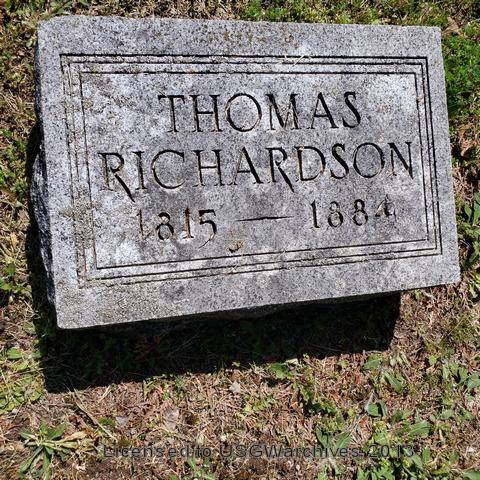 THOMAS
RICHARDSON
1815 — 1884
Licensed to USGWarchives 2013